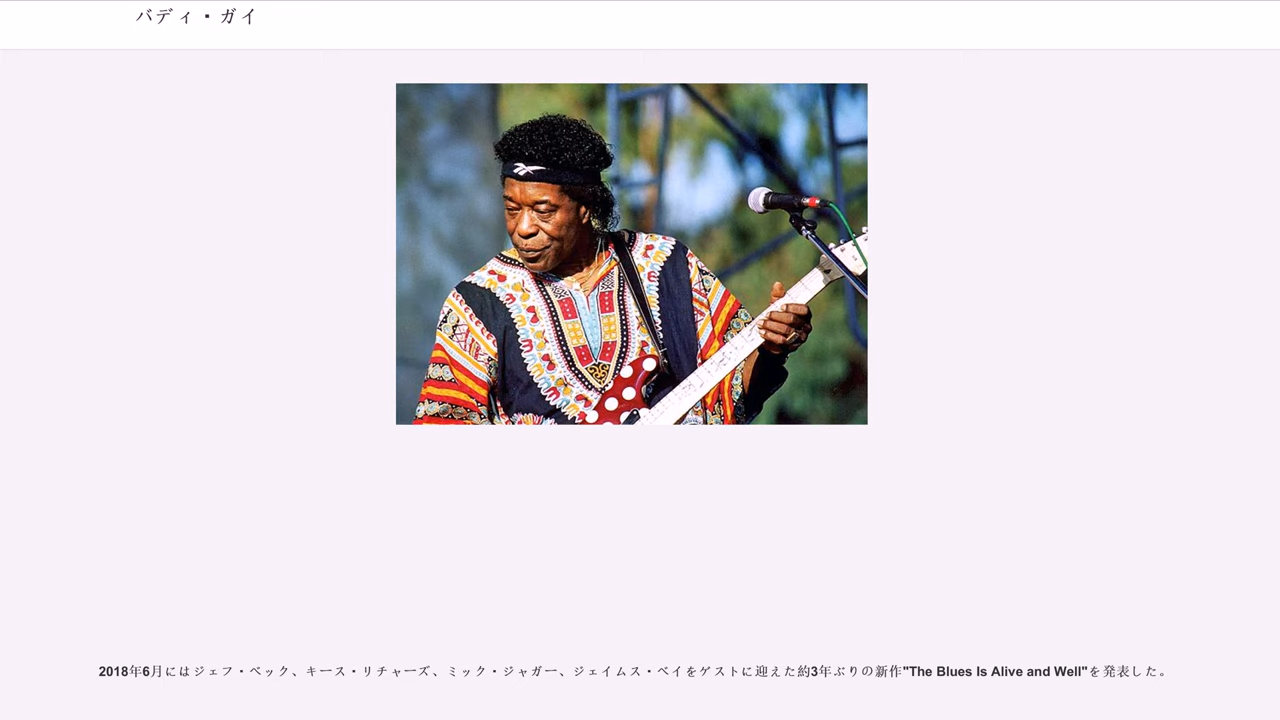 バディ・ガイ
2018年6月にはジェフ・ベック、キース・リチャーズ、ミック・ジャガー、ジェイムス・ベイをゲストに迎えた約3年ぶりの新作"The Blues Is Alive and Well"を発表した。